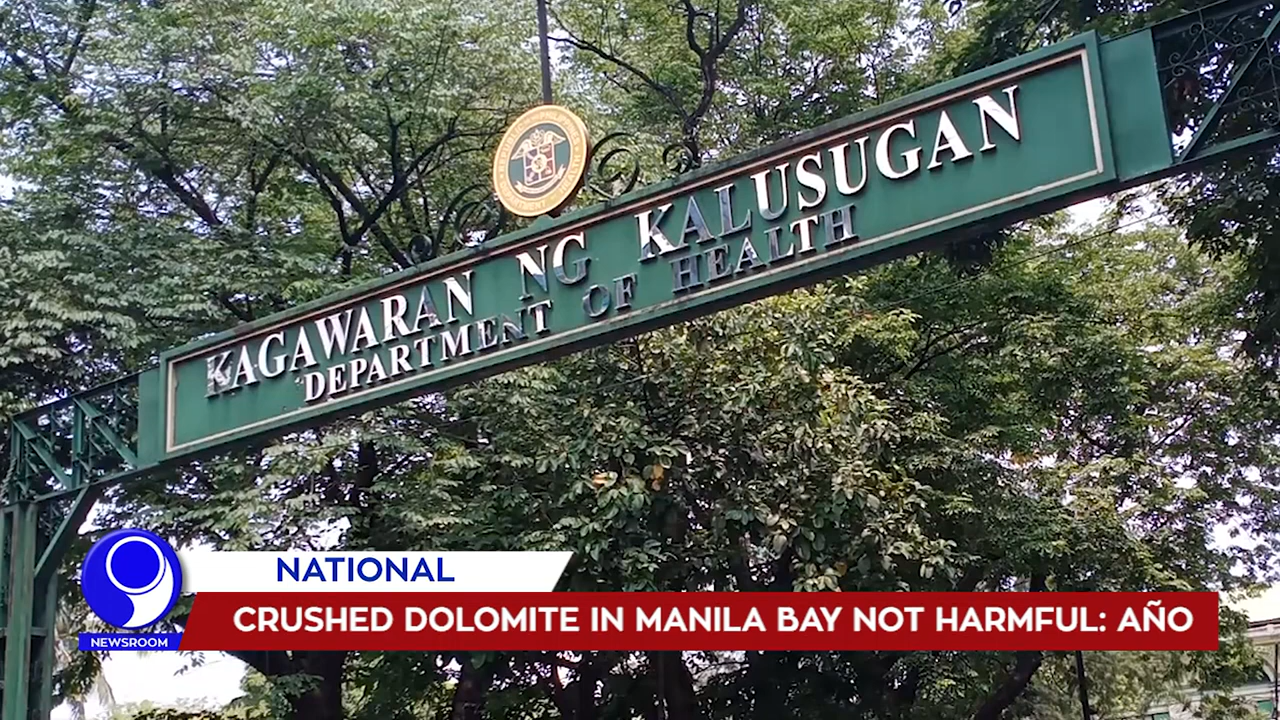 KAGAWARAN NG KALUSUGAN
DEPARTMENT OF HEALTH
NATIONAL
CRUSHED DOLOMITE IN MANILA BAY NOT HARMFUL: AÑO
NEWSROOM